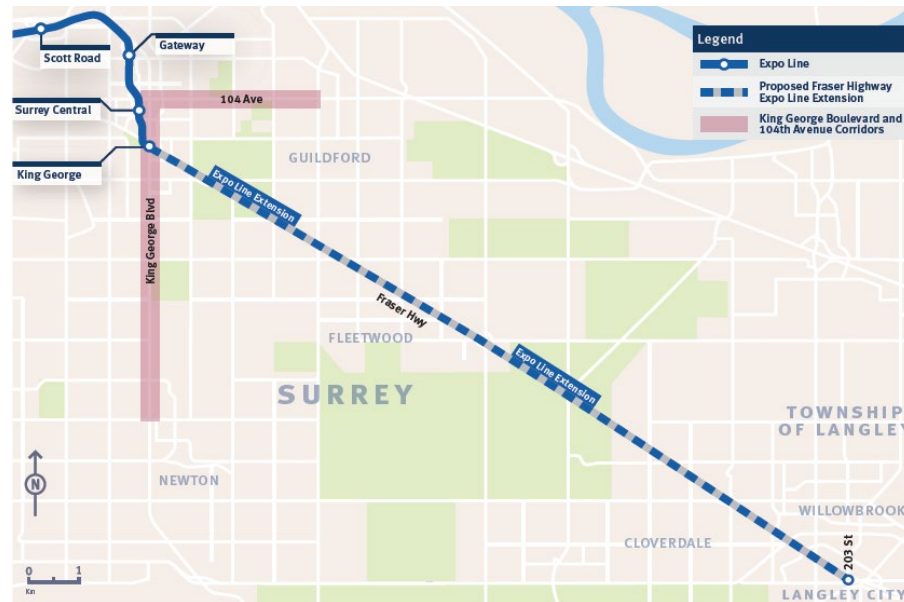 Scott Road
Gateway
Surrey Central
King George
104 Ave
King George Blvd
GUILDFORD
Expo Line Extension
Fraser Hwy
FLEETWOOD
SURREY
Expo Line Extension
NEWTON
TOWNSHIP
OF LANGLEY
WILLOWBROOK
CLOVERDALE
203 St
LANGLEY CITY
N
0 1
Km
Legend
Expo Line
Proposed Fraser Highway
Expo Line Extension
King George Boulevard and
104th Avenue Corridors